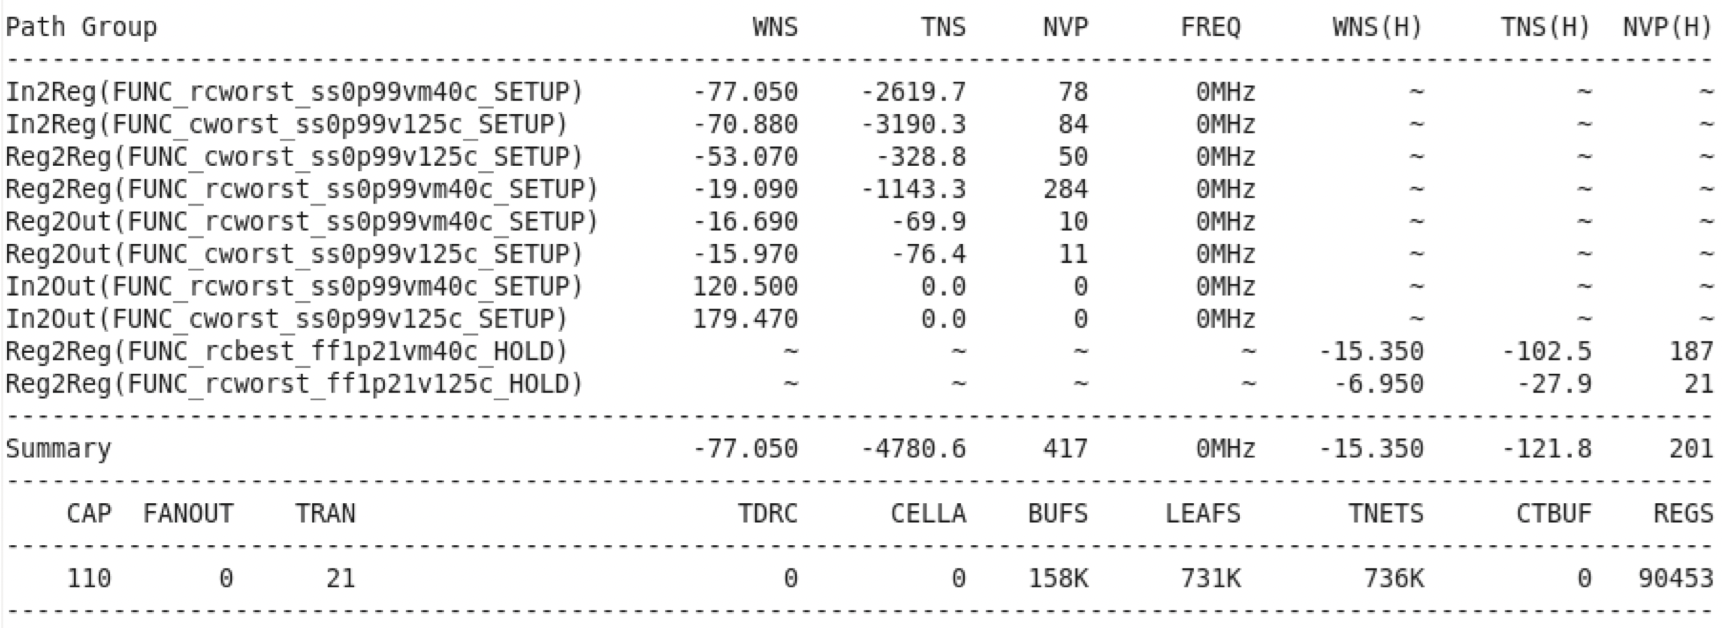 Path Group WNS TNS NVP FREQ WNS(H) TNS(H) NVP(H)
In2Reg(FUNC_rcworst_ss0p99vm40c_SETUP) -77.050 -2619.7 78 0MHz ~ ~ ~
In2Reg(FUNC_cworst_ss0p99v125c_SETUP) -70.880 -3190.3 84 0MHz ~ ~ ~
Reg2Reg(FUNC_cworst_ss0p99v125c_SETUP) -53.070 -328.8 50 0MHz ~ ~ ~
Reg2Reg(FUNC_rcworst_ss0p99vm40c_SETUP) -19.090 -1143.3 284 0MHz ~ ~ ~
Reg2Out(FUNC_rcworst_ss0p99vm40c_SETUP) -16.690 -69.9 10 0MHz ~ ~ ~
Reg2Out(FUNC_cworst_ss0p99v125c_SETUP) -15.970 -76.4 11 0MHz ~ ~ ~
In2Out(FUNC_rcworst_ss0p99vm40c_SETUP) 120.500 0.0 0 0MHz ~ ~ ~
In2Out(FUNC_cworst_ss0p99v125c_SETUP) 179.470 0.0 0 0MHz ~ ~ ~
Reg2Reg(FUNC_rcbest_ff1p21vm40c_HOLD) ~ ~ ~ ~ -15.350 -102.5 187
Reg2Reg(FUNC_rcworst_ff1p21v125c_HOLD) ~ ~ ~ ~ -6.950 -27.9 21
Summary -77.050 -4780.6 417 0MHz -15.350 -121.8 201
CAP FANOUT TRAN TDRC CELLA BUFS LEAFS TNETS CTBUF REGS
110 0 21 0 0 158K 731K 736K 0 90453